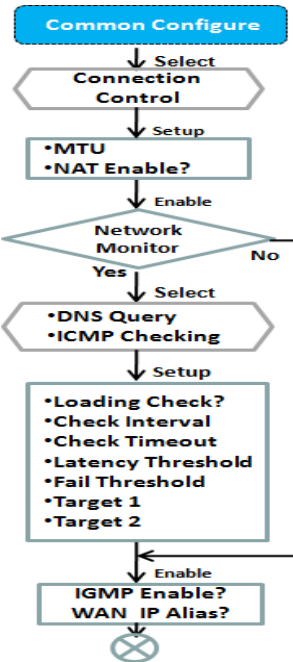 Common Configure
Select
Connection
Control
Setup
•MTU
•NAT Enable?
Enable
Network
Monitor
No
Yes
Select
•DNS Query
•ICMP Checking
Setup
•Loading Check?
•Check Interval
•Check Timeout
•Latency Threshold
•Fail Threshold
•Target 1
•Target 2
Enable
IGMP Enable?
WAN IP Alias?